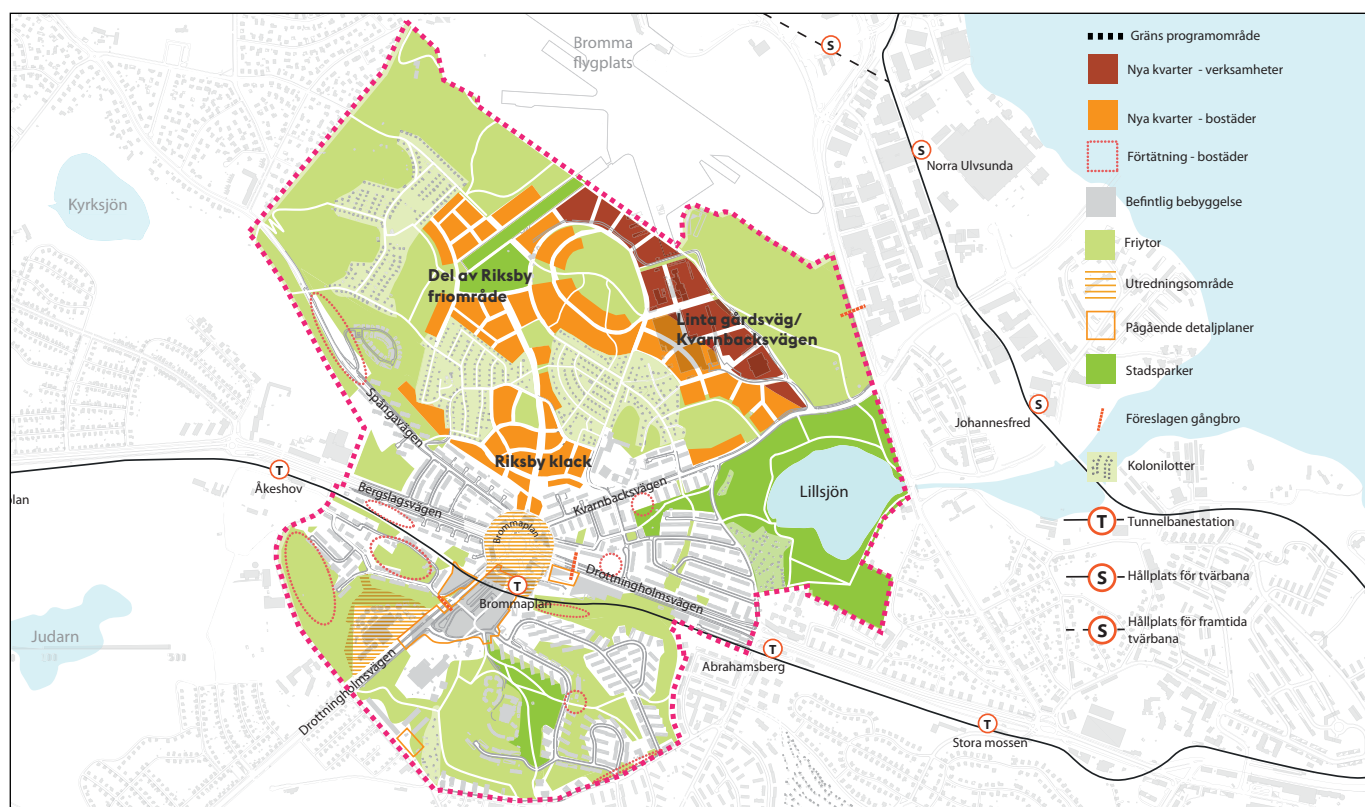 Bromma
flygplats
S
S
Norra Ulvsunda
Kyrksjön
Del av Riksby
friområde
Linta gårdsväg/
Kvarnbacksvägen
S
Johannesfred
Spångavägen
Riksby klack
T
Åkeshov
plan
Bergslagsvägen
Kvarnbacksvägen
Lillsjön
Brommaplan
Drottningholmsvägen
T
Brommaplan
Judarn
Drottningholmsvägen
T
Abrahamsberg
T
Stora mossen
Gräns programområde
Nya kvarter - verksamheter
Nya kvarter - bostäder
Förtätning - bostäder
Befintlig bebyggelse
Friytor
Utredningsområde
Pågående detaljplaner
Stadsparker
Föreslagen gångbro
Kolonilotter
T Tunnelbanestation
S Hållplats för tvärbana
S Hållplats för framtida
tvärbana